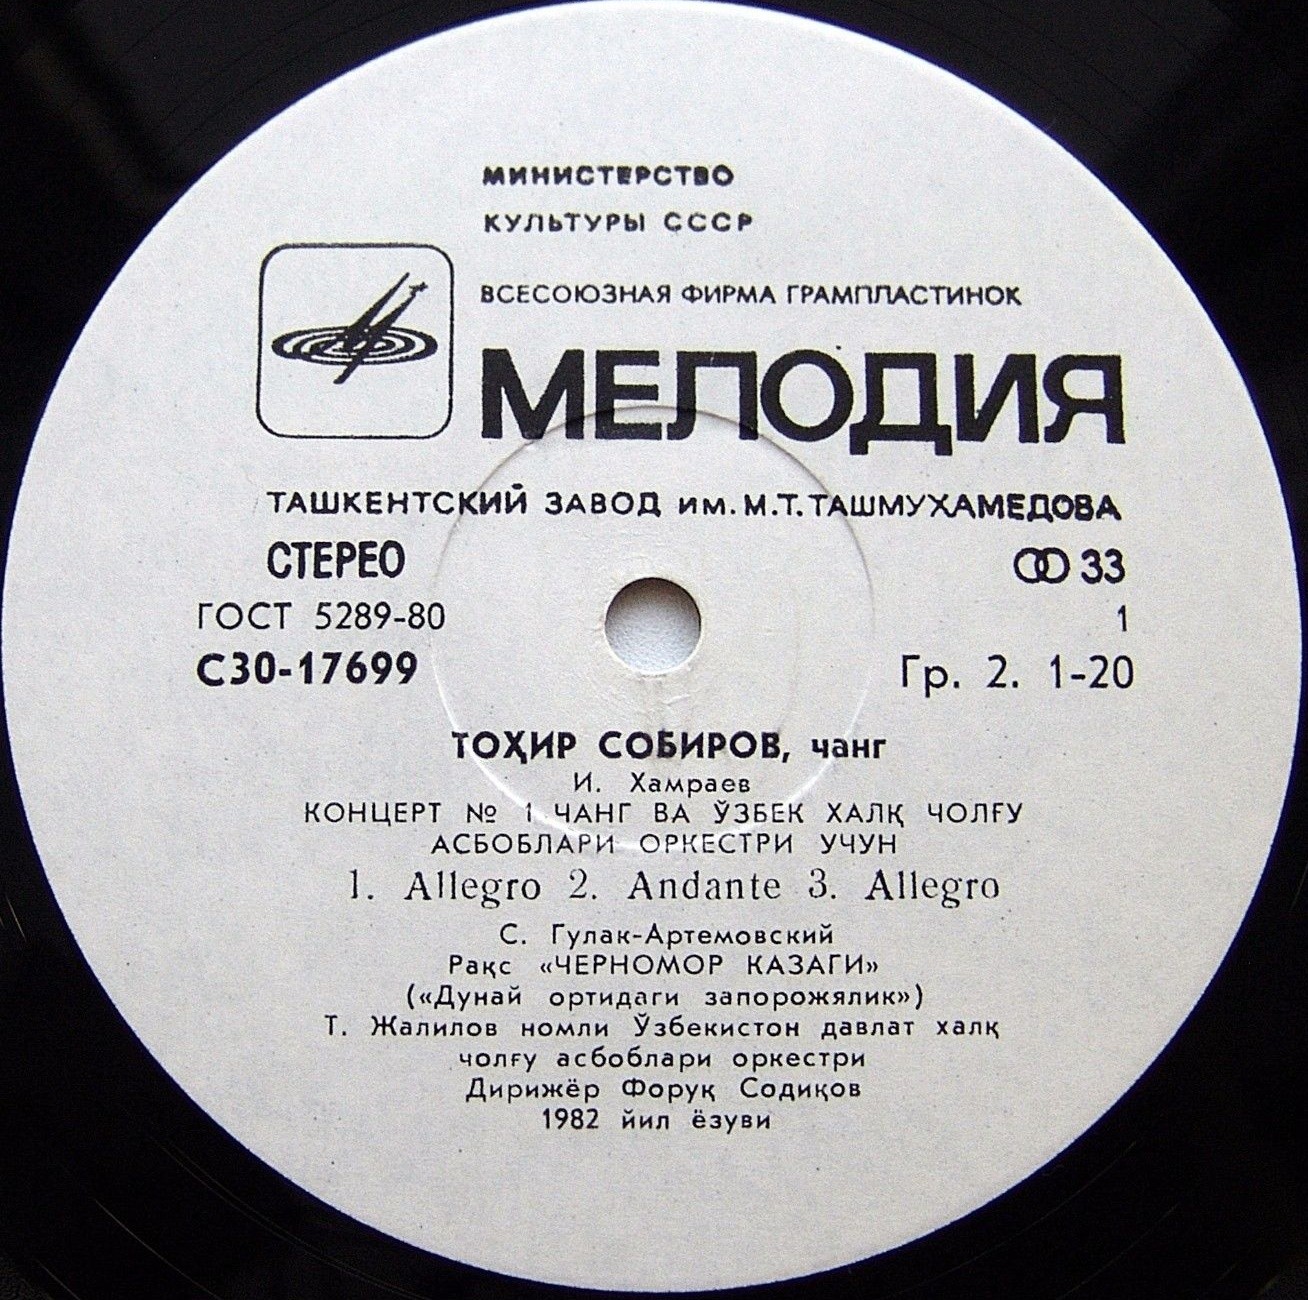 МИНИСТЕРСТВО
КУЛЬТУРЫ СССР
ВСЕСОЮЗНАЯ ФИРМА ГРАМПЛАСТИНОК
МЕЛОДИЯ
ТАШКЕНТСКИЙ ЗАВОД им. М.Т. ТАШМУХАМЕДОВА
СТЕРЕО 33
ГОСТ 5289-80 1
С30-17699 Гр. 2. 1-20
ТОҲИР СОБИРОВ, чанг
И. Хамраев
КОНЦЕРТ № 1 ЧАНГ ВА ЎЗБЕК ХАЛҚ ЧОЛҒУ
АСБОБЛАРИ ОРКЕСТРИ УЧУН
1. Allegro 2. Andante 3. Allegro
С. Гулак-Артемовский
Рақс «ЧЕРНОМОР КАЗАГИ»
(«Дунай ортидаги запорожялик»)
Т. Жалилов номли Ўзбекистон давлат халқ
чолғу асбоблари оркестри
Дирижёр Форуқ Содиқов
1982 йил ёзуви